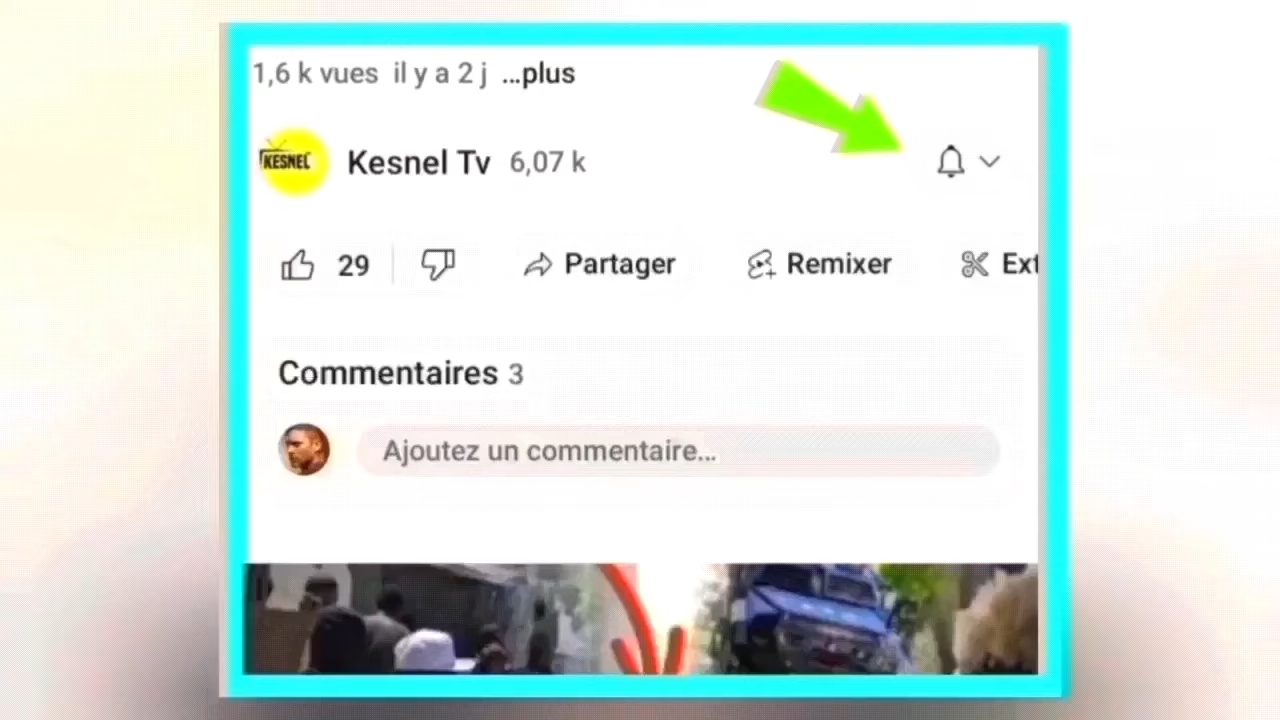 1,6 k vues il y a 2 j ...plus
KESNEL
Kesnel Tv 6,07 k
29 Partager Remixer Ext
Commentaires 3
Ajoutez un commentaire...